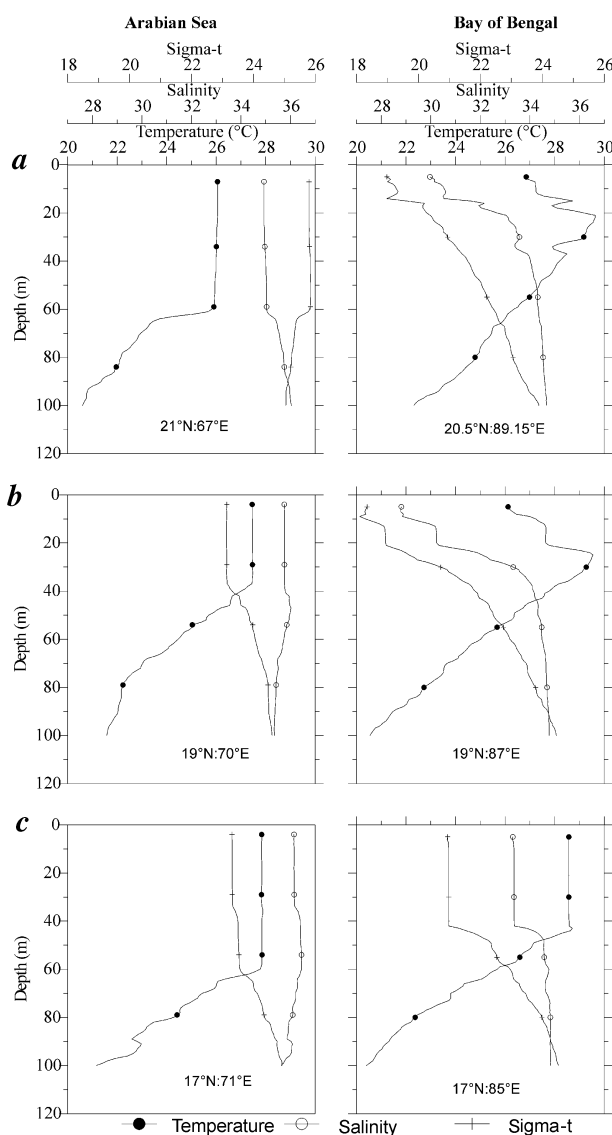 Arabian Sea Bay of Bengal
Sigma-t Sigma-t
18 20 22 24 26 18 20 22 24 26
Salinity Salinity
28 30 32 34 36 28 30 32 34 36
Temperature (°C) Temperature (°C)
20 22 24 26 28 30 20 22 24 26 28 30
a
0
20
40
60
80
100
120
Depth (m)
21°N:67°E
20.5°N:89.15°E
b
0
20
40
60
80
100
120
Depth (m)
19°N:70°E
19°N:87°E
c
0
20
40
60
80
100
120
Depth (m)
17°N:71°E
17°N:85°E
Temperature Salinity Sigma-t